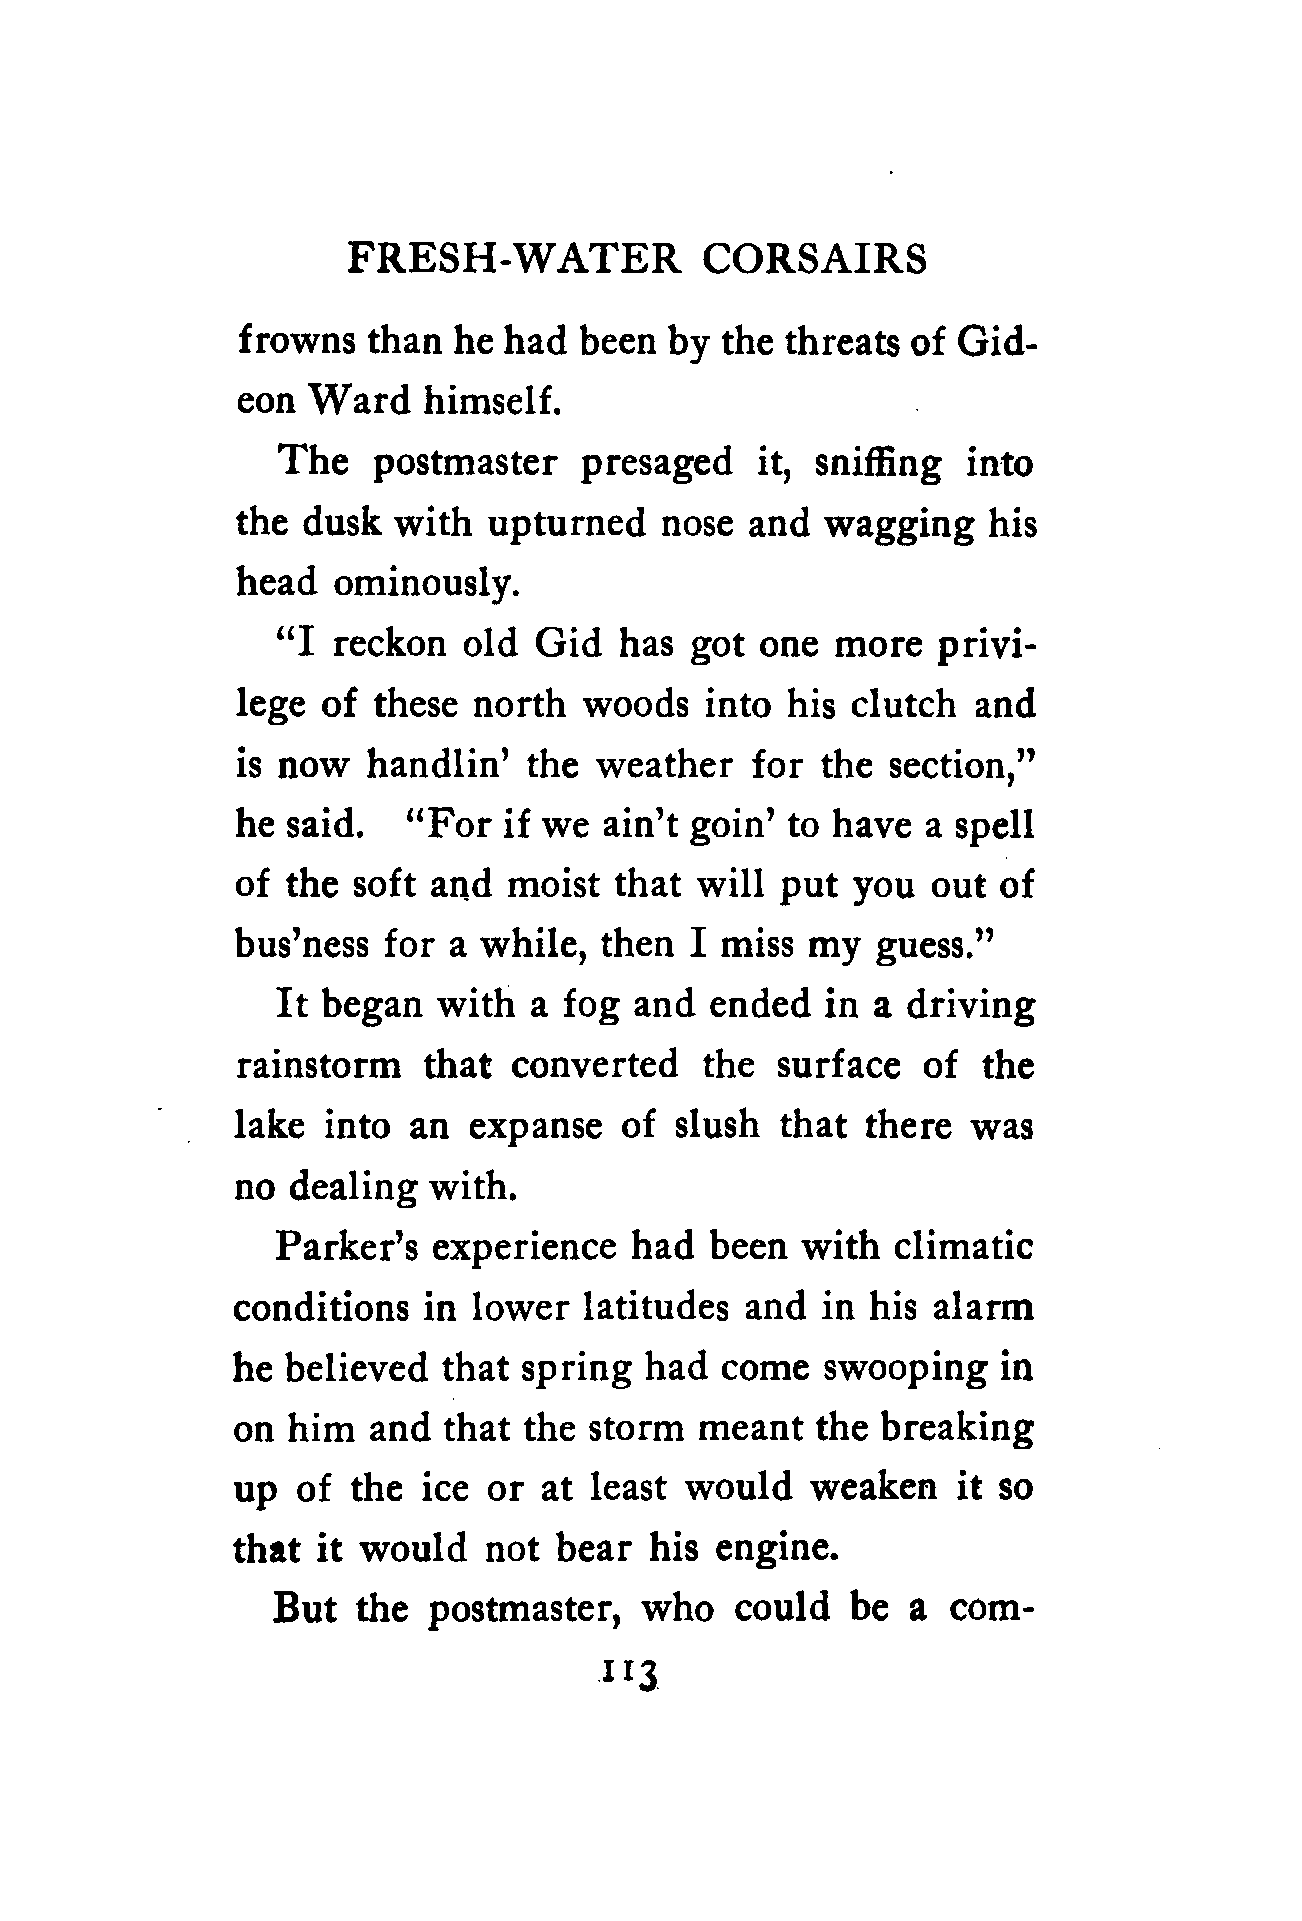 FRESH-WATER CORSAIRS
frowns than he had been by the threats of Gid-
eon Ward himself.
The postmaster presaged it, sniffing into
the dusk with upturned nose and wagging his
head ominously.
“I reckon old Gid has got one more privi-
lege of these north woods into his clutch and
is now handlin’ the weather for the section,”
he said. “For if we ain’t goin’ to have a spell
of the soft and moist that will put you out of
bus’ness for a while, then I miss my guess.”
It began with a fog and ended in a driving
rainstorm that converted the surface of the
lake into an expanse of slush that there was
no dealing with.
Parker’s experience had been with climatic
conditions in lower latitudes and in his alarm
he believed that spring had come swooping in
on him and that the storm meant the breaking
up of the ice or at least would weaken it so
that it would not bear his engine.
But the postmaster, who could be a com-
113